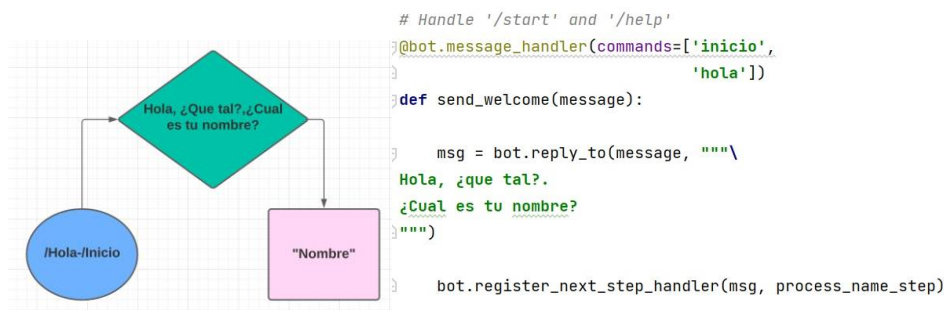 Hola, ¿Que tal?,¿Cual
es tu nombre?
/Hola-/Inicio
"Nombre"
# Handle '/start' and '/help'
@bot.message_handler(commands=['inicio',
'hola'])
def send_welcome(message):
msg = bot.reply_to(message, """\
Hola, ¿que tal?.
¿Cual es tu nombre?
""")
bot.register_next_step_handler(msg, process_name_step)